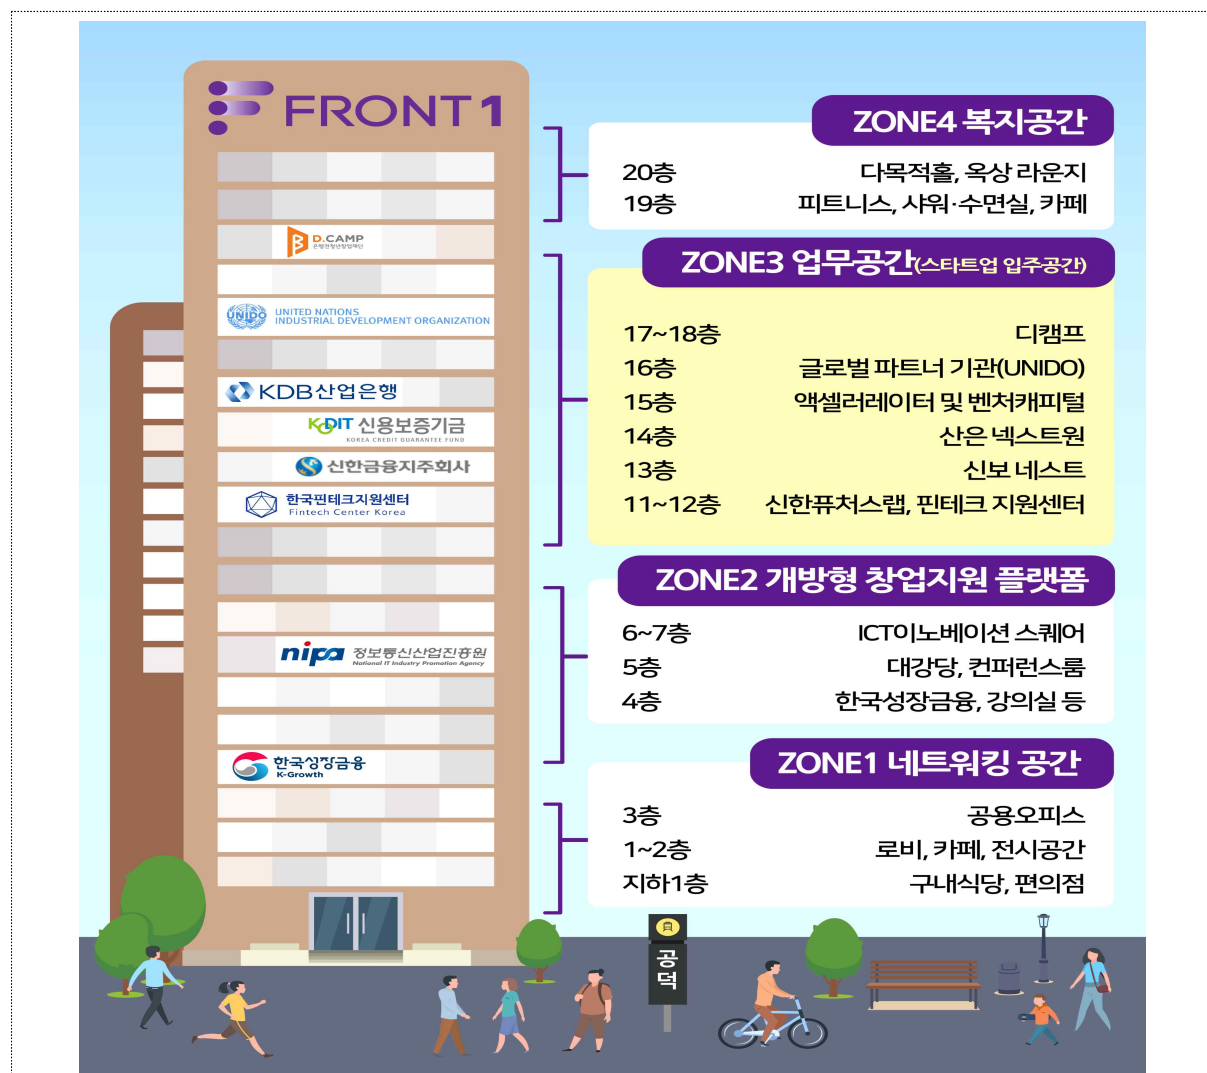 FRONT1
D.CAMP
은행권청년창업재단
UNIDO
UNITED NATIONS
INDUSTRIAL DEVELOPMENT ORGANIZATION
KDB산업은행
KODIT 신용보증기금
KOREA CREDIT GUARANTEE FUND
신한금융지주회사
한국핀테크지원센터
Fintech Center Korea
nipa 정보통신산업진흥원
National IT Industry Promotion Agency
한국성장금융
K-Growth
ZONE4 복지공간
20층 다목적홀, 옥상 라운지
19층 피트니스, 샤워·수면실, 카페
ZONE3 업무공간(스타트업 입주공간)
17~18층 디캠프
16층 글로벌 파트너 기관(UNIDO)
15층 액셀러레이터 및 벤처캐피털
14층 산은 넥스트원
13층 신보 네스트
11~12층 신한퓨처스랩, 핀테크 지원센터
ZONE2 개방형 창업지원 플랫폼
6~7층 ICT이노베이션 스퀘어
5층 대강당, 컨퍼런스룸
4층 한국성장금융, 강의실 등
ZONE1 네트워킹 공간
3층 공용오피스
1~2층 로비, 카페, 전시공간
지하1층 구내식당, 편의점
공덕